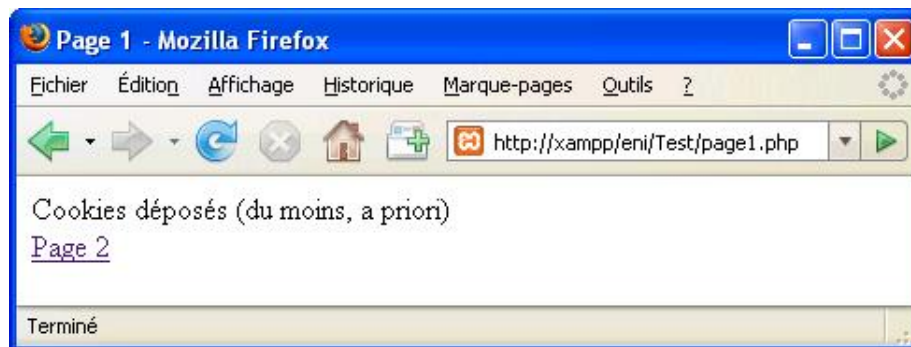 Page 1 - Mozilla Firefox
Fichier Édition Affichage Historique Marque-pages Outils ?
http://xampp/eni/Test/page1.php
Cookies déposés (du moins, a priori)
Page 2
Terminé